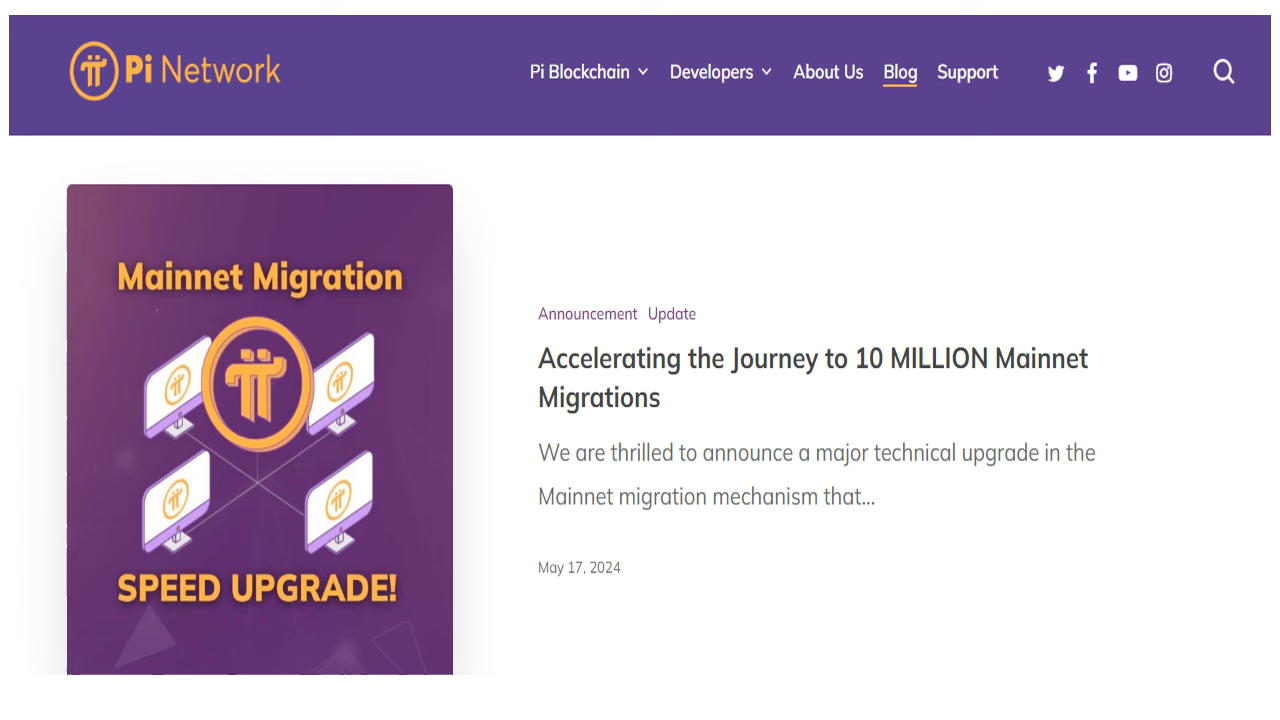 Pi Network
Pi Blockchain Developers About Us Blog Support
Mainnet Migration
SPEED UPGRADE!
Announcement Update
Accelerating the Journey to 10 MILLION Mainnet
Migrations
We are thrilled to announce a major technical upgrade in the
Mainnet migration mechanism that...
May 17, 2024